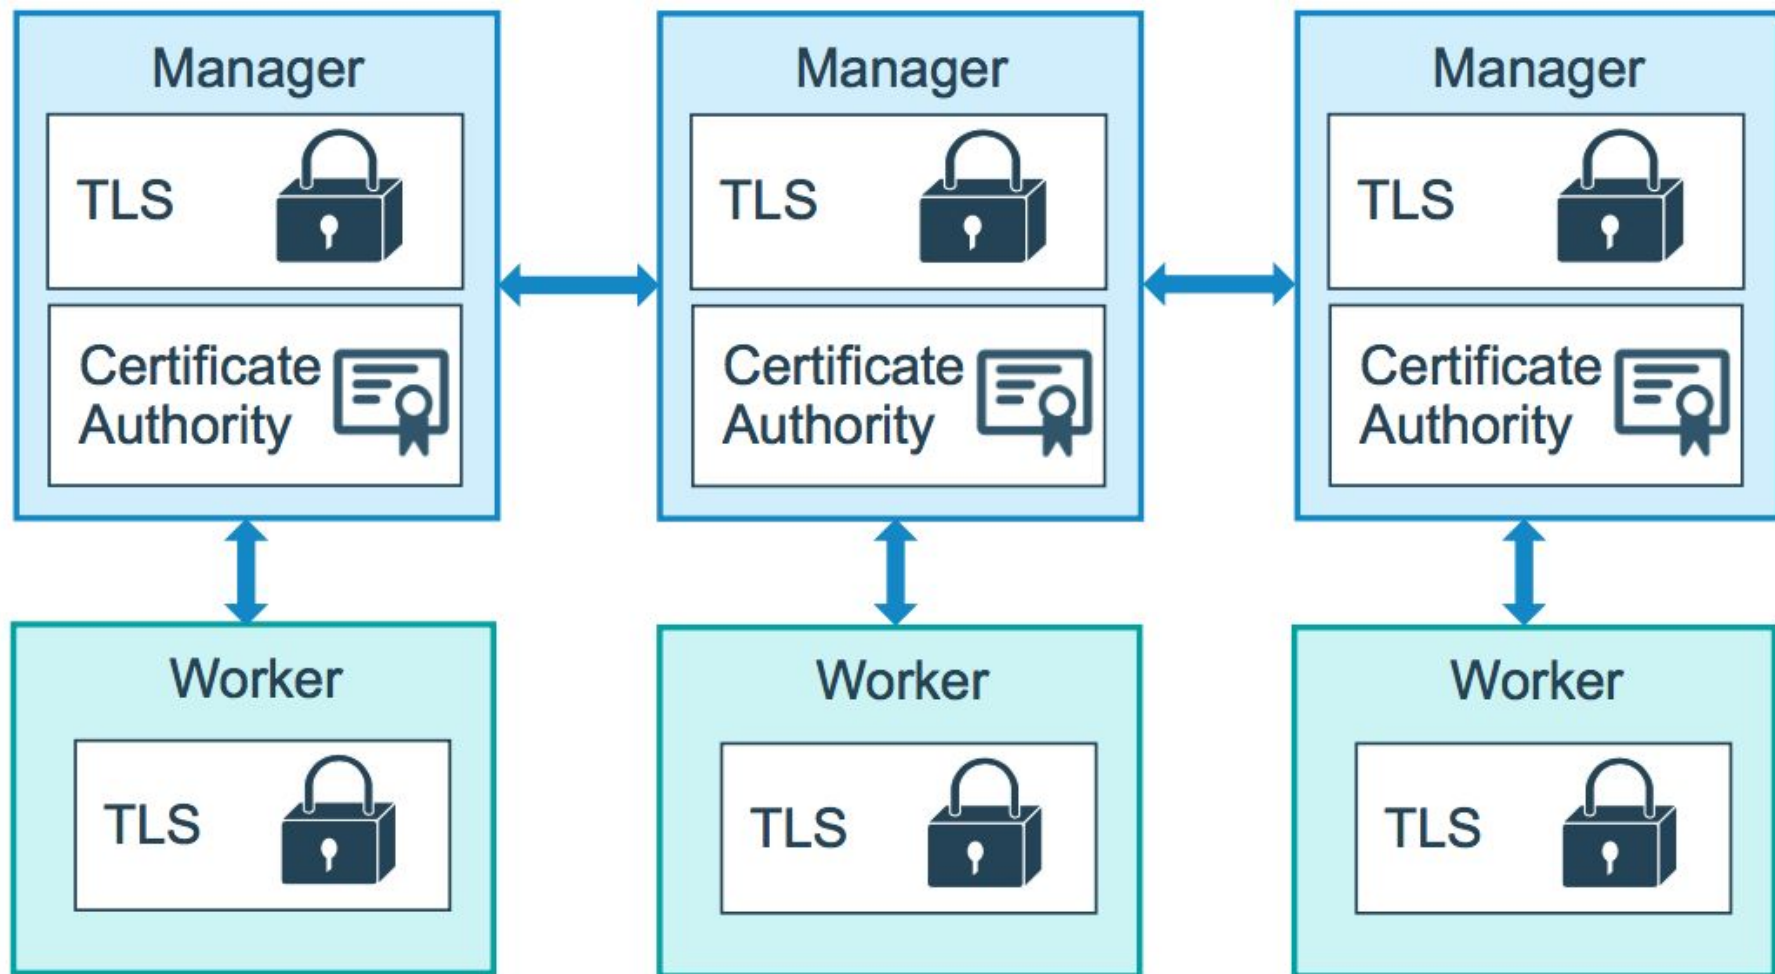 Manager
TLS
Certificate
Authority
Manager
TLS
Certificate
Authority
Manager
TLS
Certificate
Authority
Worker
TLS
Worker
TLS
Worker
TLS